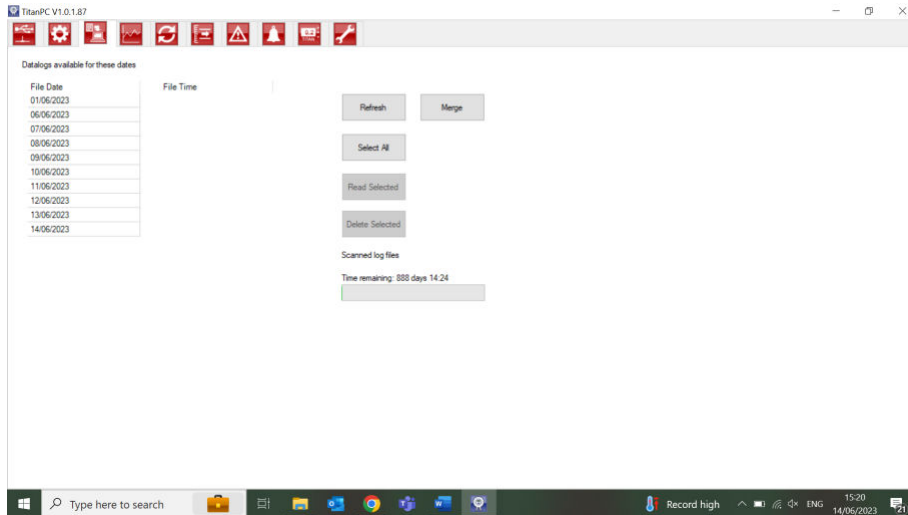 TitanPC V1.0.1.87
Datalogs available for these dates
File Date File Time
01/06/2023
06/06/2023
07/06/2023
08/06/2023
09/06/2023
10/06/2023
11/06/2023
12/06/2023
13/06/2023
14/06/2023
Refresh Merge
Select All
Read Selected
Delete Selected
Scanned log files
Time remaining: 888 days 14:24
Type here to search
Record high
ENG
15:20
14/06/2023
21